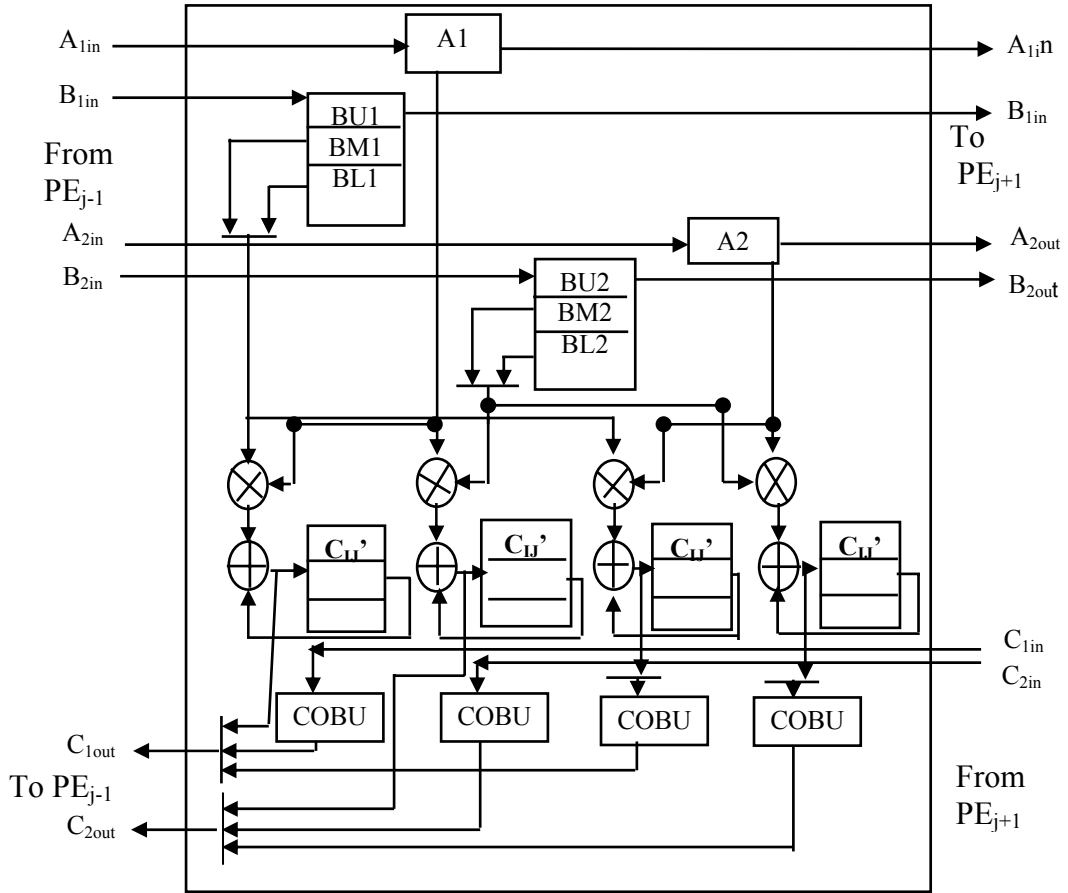 A1in A1 A1in
B1in BU1 B1in
BM1
BL1
From
PEj-1
To
PEj+1
A2in A2 A2out
B2in BU2 B2out
BM2
BL2
CIJ’ CIJ’ CIJ’ CIJ’
C1in
C2in
COBU COBU COBU COBU
C1out
To PEj-1
C2out
From
PEj+1